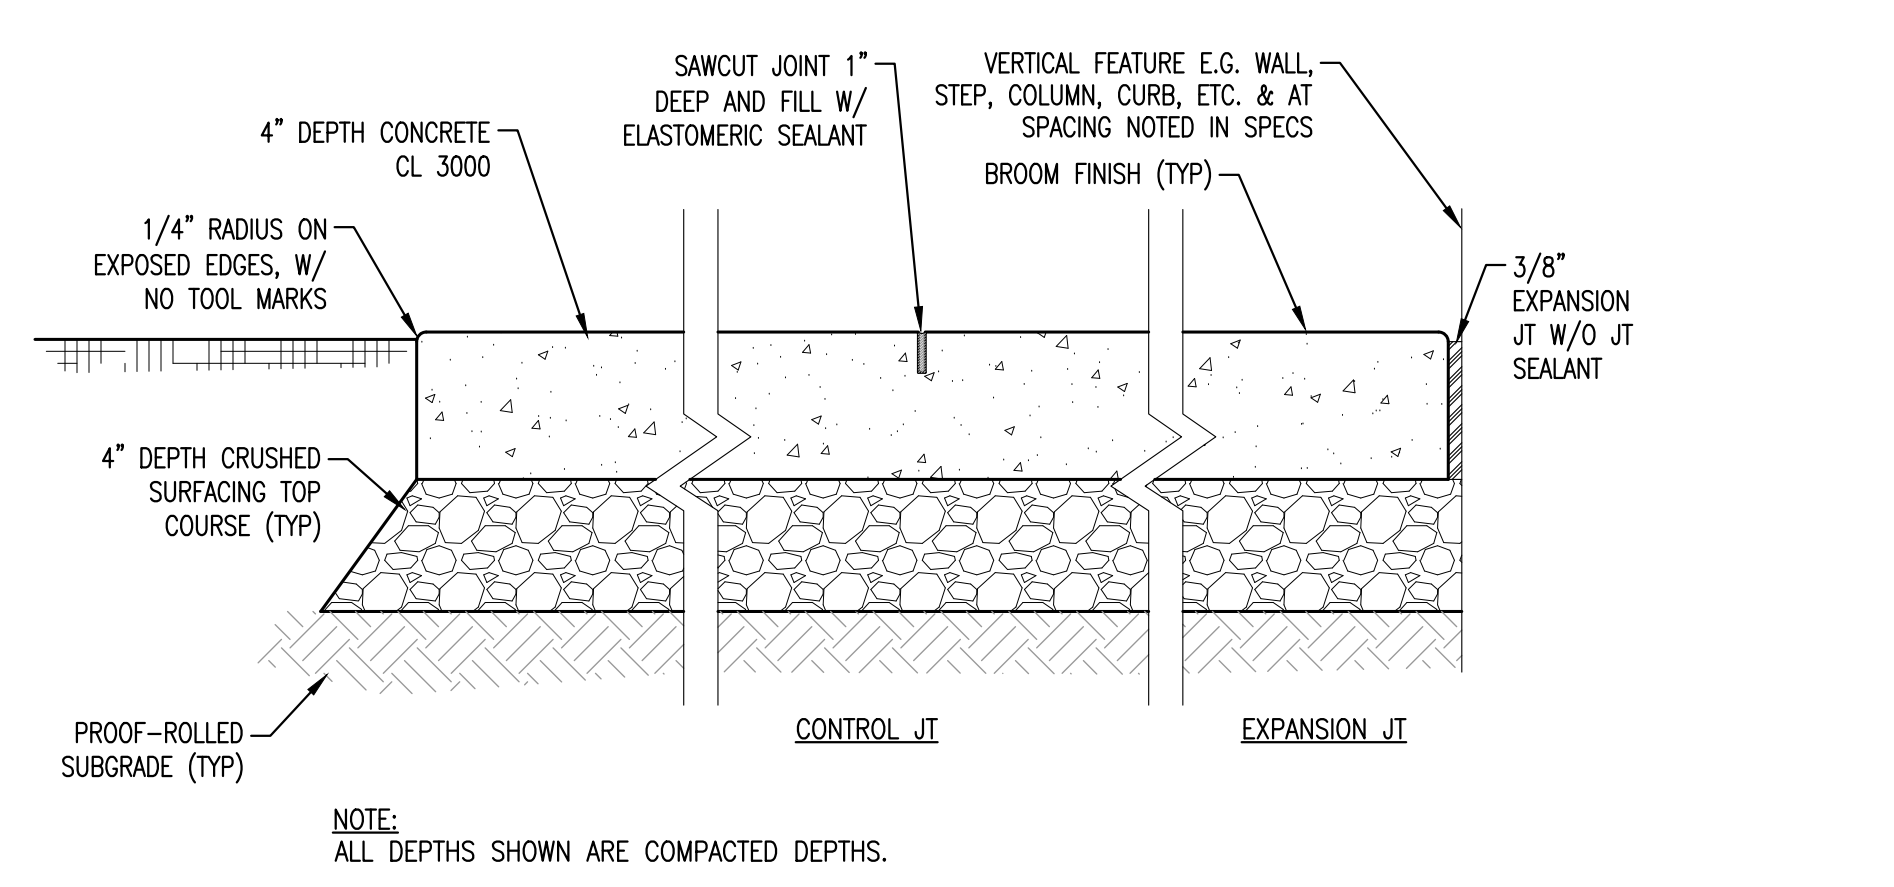 SAWCUT JOINT 1”
DEEP AND FILL W/
ELASTOMERIC SEALANT
VERTICAL FEATURE E.G. WALL,
STEP, COLUMN, CURB, ETC. & AT
SPACING NOTED IN SPECS
BROOM FINISH (TYP)
4” DEPTH CONCRETE
CL 3000
1/4” RADIUS ON
EXPOSED EDGES, W/
NO TOOL MARKS
3/8”
EXPANSION
JT W/O JT
SEALANT
4” DEPTH CRUSHED
SURFACING TOP
COURSE (TYP)
PROOF-ROLLED
SUBGRADE (TYP)
CONTROL JT
EXPANSION JT
NOTE:
ALL DEPTHS SHOWN ARE COMPACTED DEPTHS.